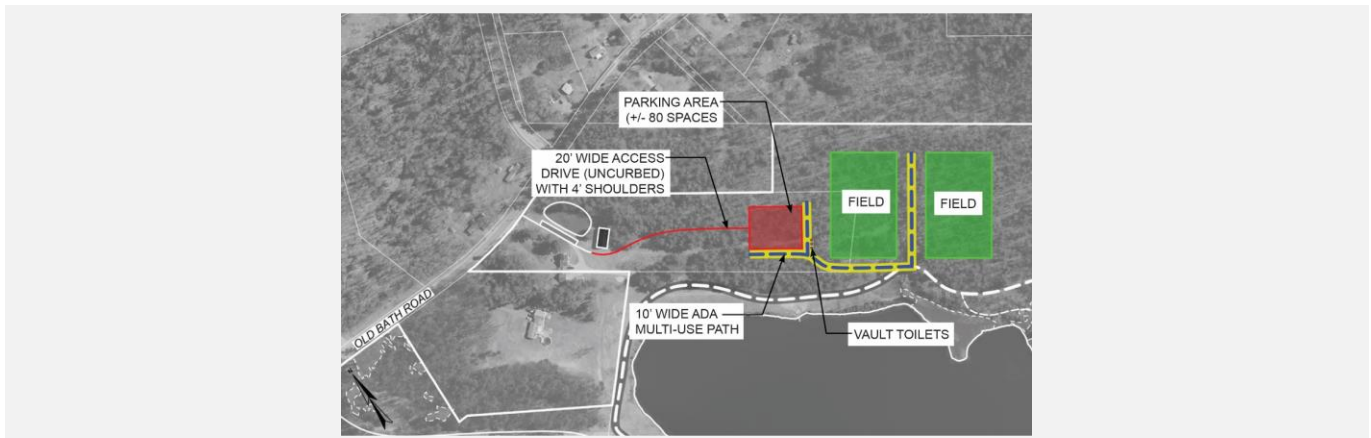 PARKING AREA
(+/- 80 SPACES
20' WIDE ACCESS
DRIVE (UNCURBED)
WITH 4' SHOULDERS
FIELD
FIELD
10' WIDE ADA
MULTI-USE PATH
VAULT TOILETS
OLD BATH ROAD